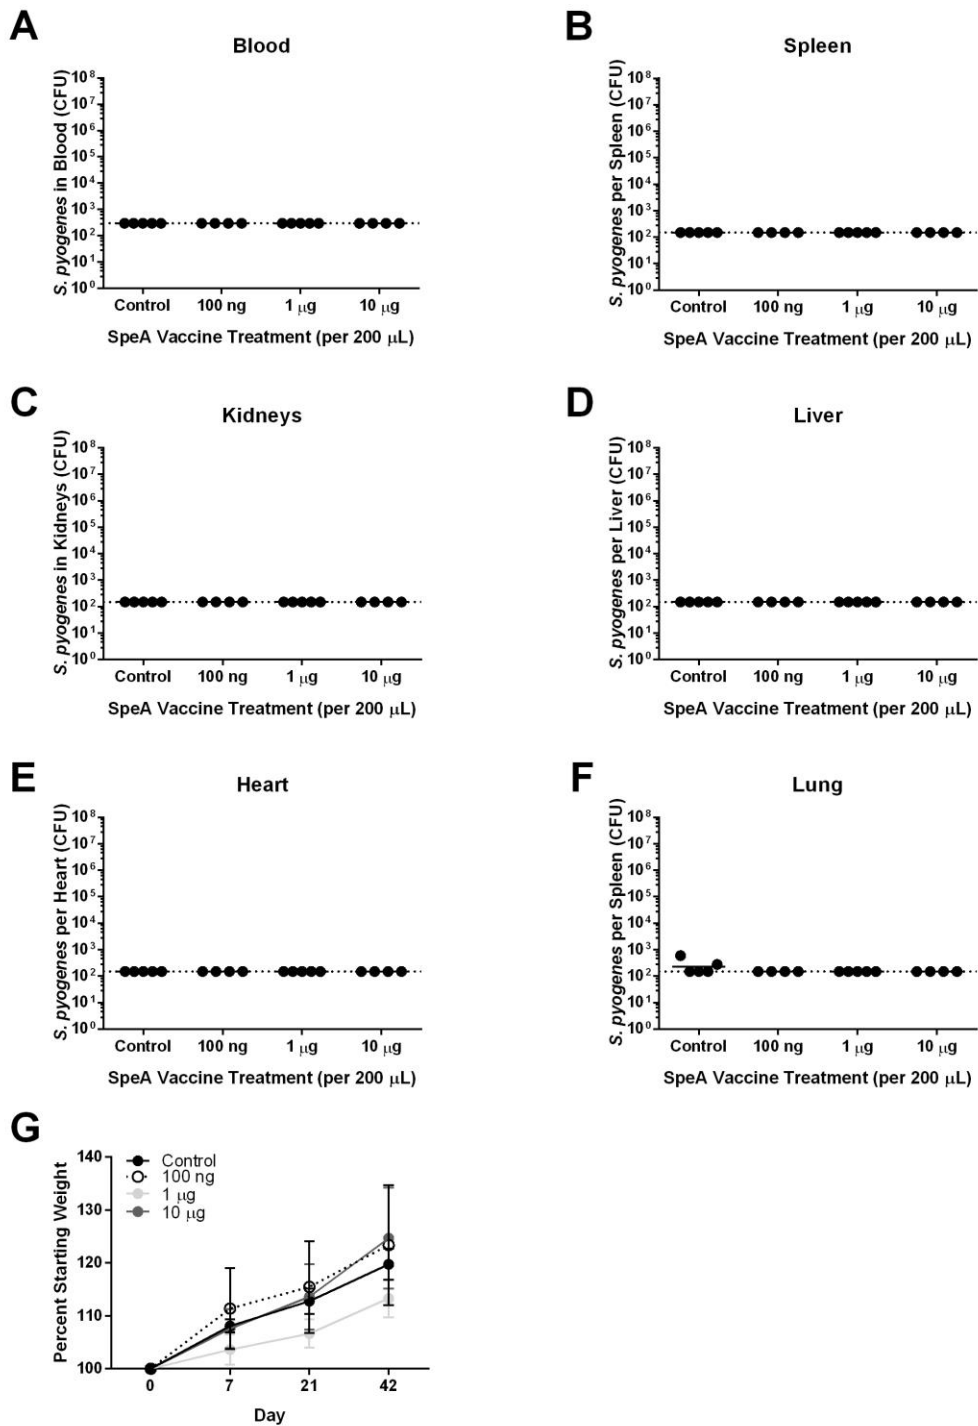 A
Blood
S. pyogenes in Blood (CFU)
10⁸
10⁷
10⁶
10⁵
10⁴
10³
10²
10¹
10⁰
Control 100 ng 1 μg 10 μg
SpeA Vaccine Treatment (per 200 μL)
B
Spleen
S. pyogenes per Spleen (CFU)
10⁸
10⁷
10⁶
10⁵
10⁴
10³
10²
10¹
10⁰
Control 100 ng 1 μg 10 μg
SpeA Vaccine Treatment (per 200 μL)
C
Kidneys
S. pyogenes in Kidneys (CFU)
10⁸
10⁷
10⁶
10⁵
10⁴
10³
10²
10¹
10⁰
Control 100 ng 1 μg 10 μg
SpeA Vaccine Treatment (per 200 μL)
D
Liver
S. pyogenes per Liver (CFU)
10⁸
10⁷
10⁶
10⁵
10⁴
10³
10²
10¹
10⁰
Control 100 ng 1 μg 10 μg
SpeA Vaccine Treatment (per 200 μL)
E
Heart
S. pyogenes per Heart (CFU)
10⁸
10⁷
10⁶
10⁵
10⁴
10³
10²
10¹
10⁰
Control 100 ng 1 μg 10 μg
SpeA Vaccine Treatment (per 200 μL)
F
Lung
S. pyogenes per Spleen (CFU)
10⁸
10⁷
10⁶
10⁵
10⁴
10³
10²
10¹
10⁰
Control 100 ng 1 μg 10 μg
SpeA Vaccine Treatment (per 200 μL)
G
Percent Starting Weight
140
130
120
110
100
Control
100 ng
1 μg
10 μg
0 7 21 42
Day